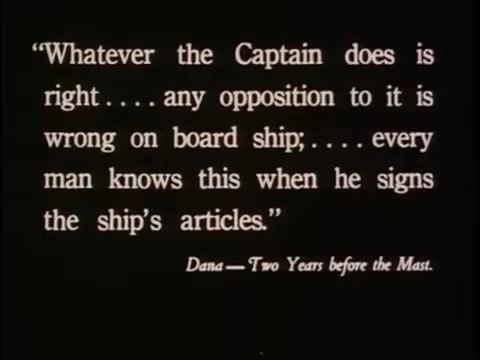 “Whatever the Captain does is
right.... any opposition to it is
wrong on board ship;.... every
man knows this when he signs
the ship's articles.”
Dana — Two Years before the Mast.